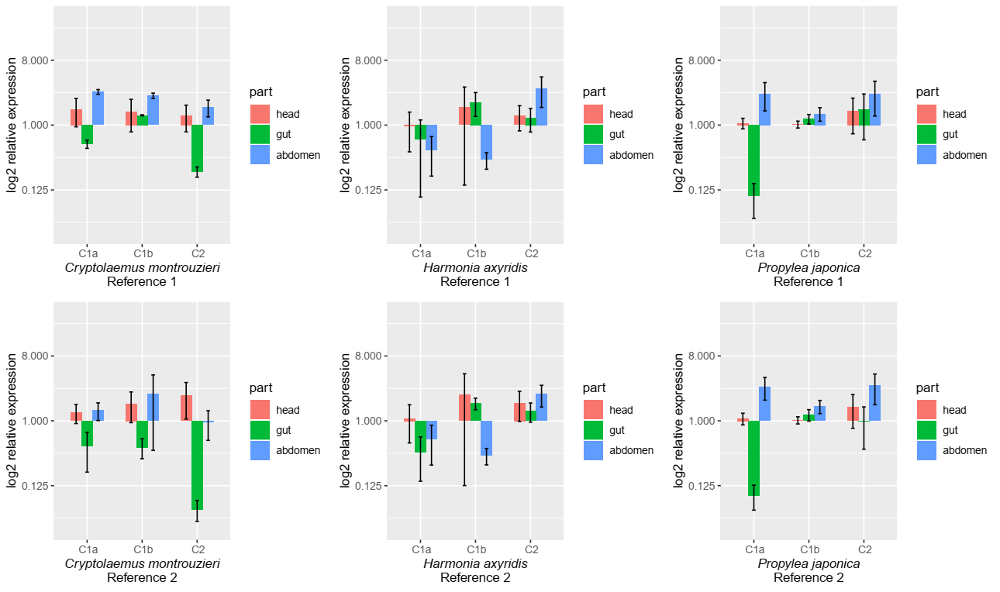 log2 relative expression
8.000
1.000
0.125
C1a C1b C2
Cryptolaemus montrouzieri
Reference 1
part
head
gut
abdomen
log2 relative expression
8.000
1.000
0.125
C1a C1b C2
Harmonia axyridis
Reference 1
part
head
gut
abdomen
log2 relative expression
8.000
1.000
0.125
C1a C1b C2
Propylea japonica
Reference 1
part
head
gut
abdomen
log2 relative expression
8.000
1.000
0.125
C1a C1b C2
Cryptolaemus montrouzieri
Reference 2
part
head
gut
abdomen
log2 relative expression
8.000
1.000
0.125
C1a C1b C2
Harmonia axyridis
Reference 2
part
head
gut
abdomen
log2 relative expression
8.000
1.000
0.125
C1a C1b C2
Propylea japonica
Reference 2
part
head
gut
abdomen